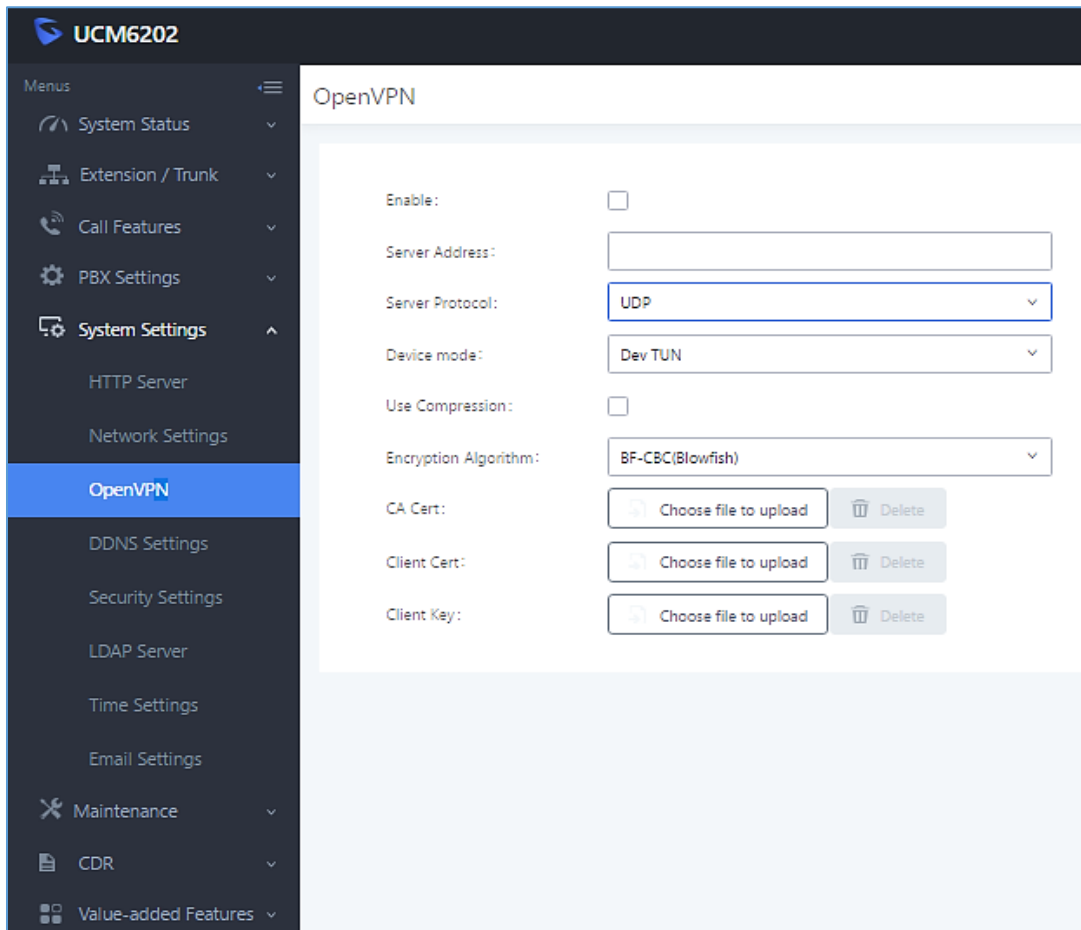 UCM6202
Menus
System Status
Extension / Trunk
Call Features
PBX Settings
System Settings
HTTP Server
Network Settings
OpenVPN
DDNS Settings
Security Settings
LDAP Server
Time Settings
Email Settings
Maintenance
CDR
Value-added Features
OpenVPN
Enable:
Server Address:
Server Protocol: UDP
Device mode: Dev TUN
Use Compression:
Encryption Algorithm: BF-CBC(Blowfish)
CA Cert: Choose file to upload Delete
Client Cert: Choose file to upload Delete
Client Key: Choose file to upload Delete